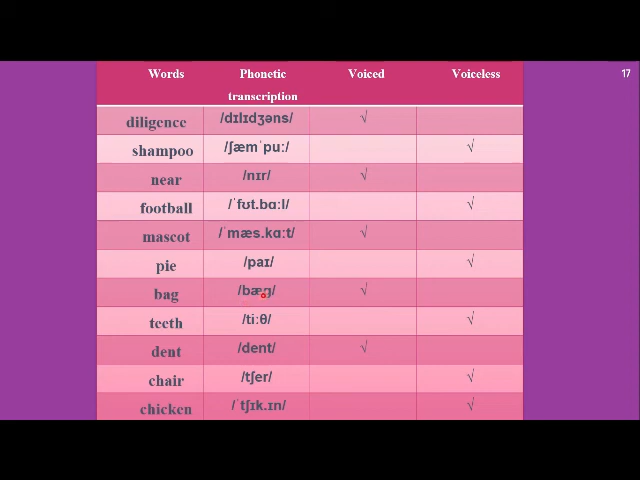 17
Words Phonetic transcription Voiced Voiceless
diligence /dɪlɪdʒəns/ √
shampoo /ʃæmˈpuː/ √
near /nɪr/ √
football /ˈfʊt.bɑːl/ √
mascot /ˈmæs.kɑːt/ √
pie /paɪ/ √
bag /bæg/ √
teeth /tiːθ/ √
dent /dent/ √
chair /tʃer/ √
chicken /ˈtʃɪk.ɪn/ √